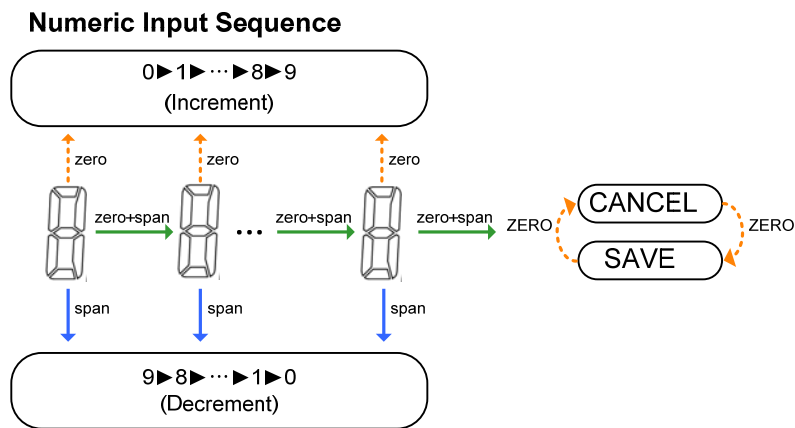 Numeric Input Sequence
0►1►⋯►8►9
(Increment)
zero
zero
zero
zero+span
...
zero+span
zero+span
span
span
span
9►8►⋯►1►0
(Decrement)
ZERO
CANCEL
SAVE
ZERO